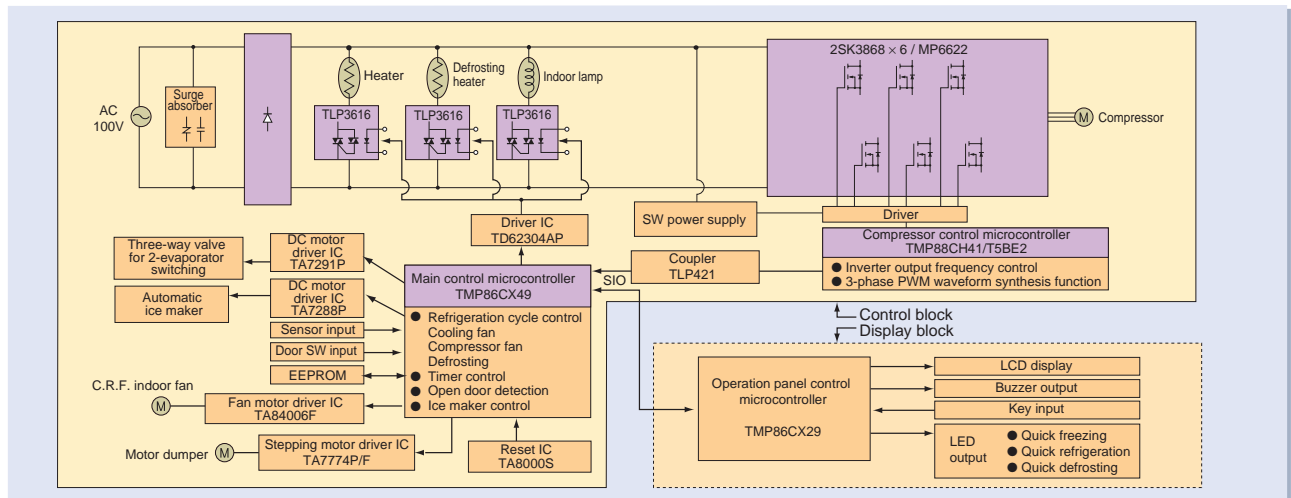 2SK3868 × 6 / MP6622
AC
100V
Surge
absorber
Heater
Defrosting
heater
Indoor lamp
TLP3616
TLP3616
TLP3616
M
Compressor
SW power supply
Driver
Driver IC
TD62304AP
Compressor control microcontroller
TMP88CH41/T5BE2
● Inverter output frequency control
● 3-phase PWM waveform synthesis function
Coupler
TLP421
SIO
Three-way valve
for 2-evaporator
switching
DC motor
driver IC
TA7291P
Automatic
ice maker
DC motor
driver IC
TA7288P
Sensor input
Door SW input
EEPROM
Main control microcontroller
TMP86CX49
● Refrigeration cycle control
Cooling fan
Compressor fan
Defrosting
● Timer control
● Open door detection
● Ice maker control
C.R.F. indoor fan
M
Fan motor driver IC
TA84006F
Motor dumper
M
Stepping motor driver IC
TA7774P/F
Reset IC
TA8000S
Control block
Display block
Operation panel control
microcontroller
TMP86CX29
LCD display
Buzzer output
Key input
LED
output
● Quick freezing
● Quick refrigeration
● Quick defrosting